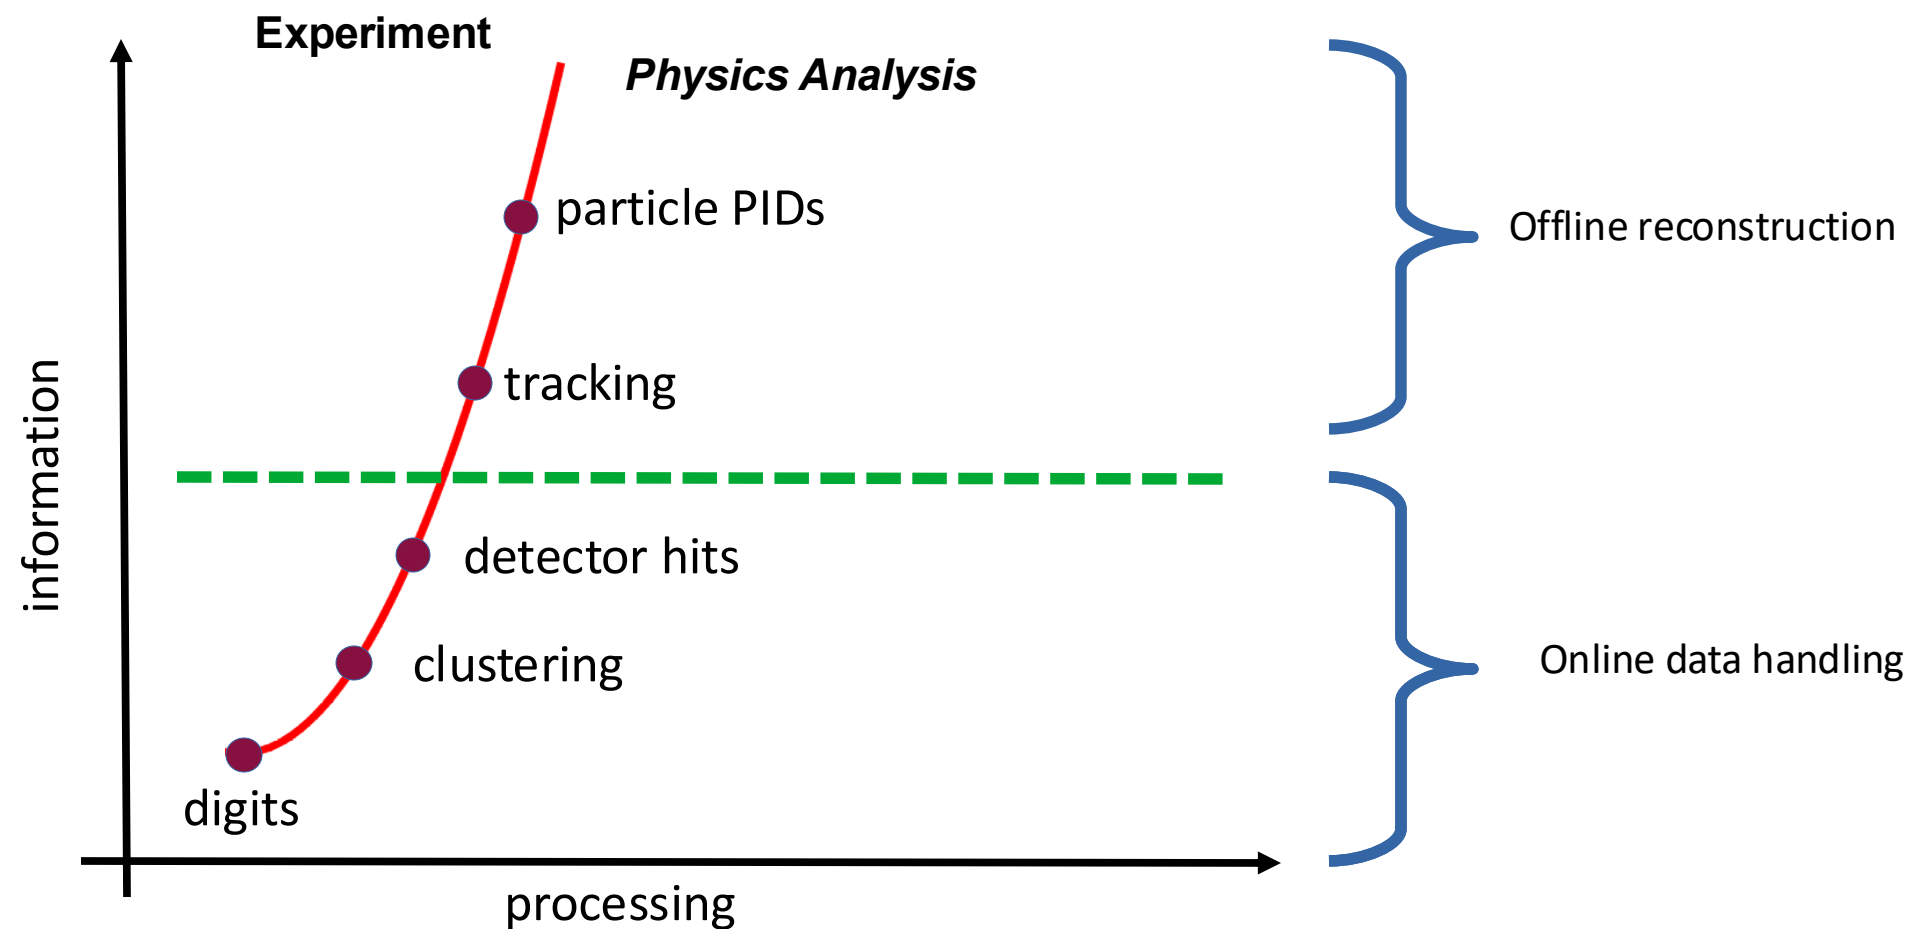 Experiment
Physics Analysis
particle PIDs
Offline reconstruction
tracking
information
detector hits
clustering
Online data handling
digits
processing